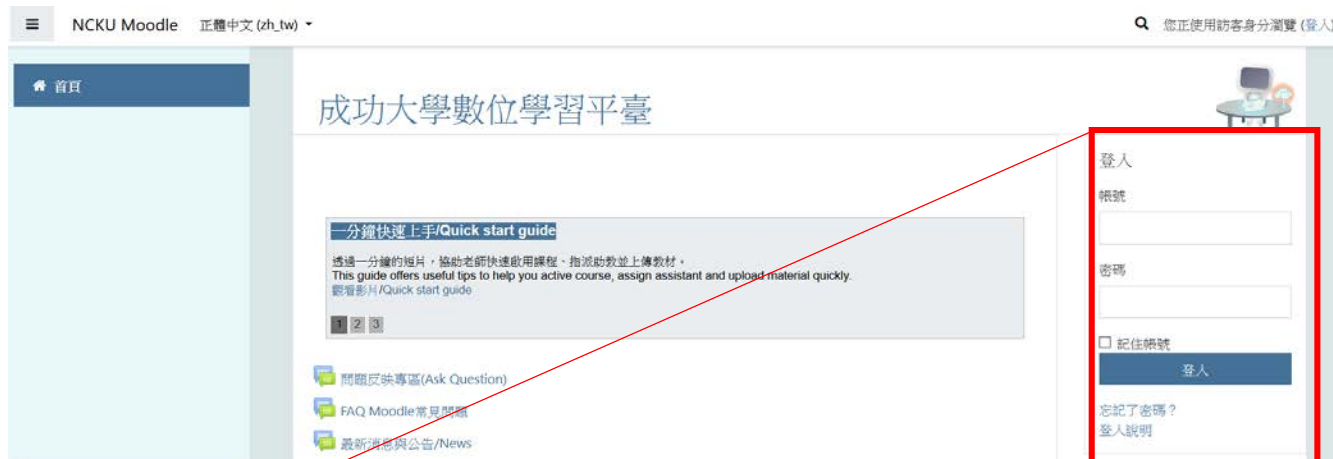 NCKU Moodle 正體中文 (zh_tw)
您正使用訪客身分瀏覽 (登入)
首頁
成功大學數位學習平臺
一分鐘快速上手/Quick start guide
透過一分鐘的短片，協助老師快速啟用課程、指派助教並上傳教材。
This guide offers useful tips to help you active course, assign assistant and upload material quickly.
觀看影片/Quick start guide
1 2 3
問題反映專區(Ask Question)
FAQ Moodle常見問題
最新消息與公告/News
登入
帳號
密碼
記住帳號
登入
忘記了密碼？
登入說明